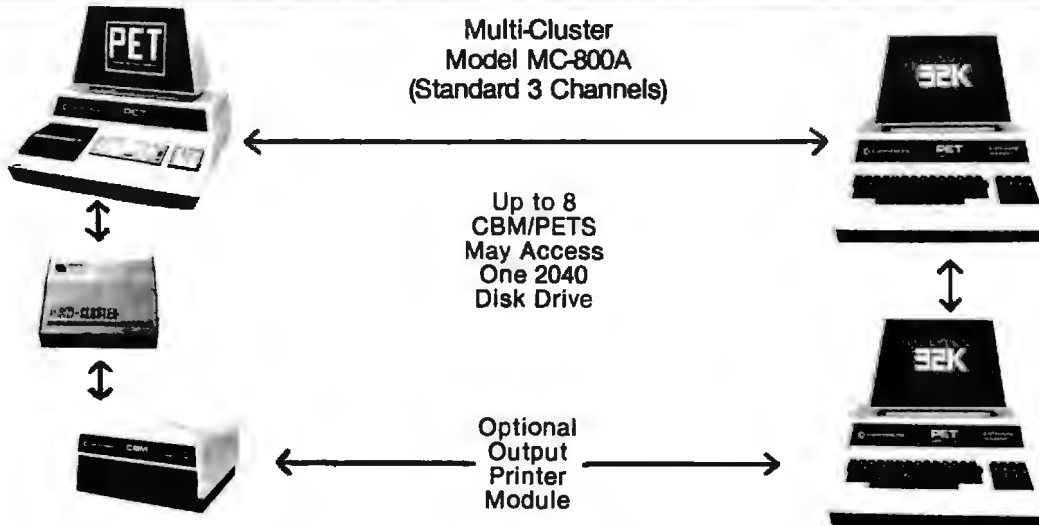 PET
PET
Multi-Cluster
Model MC-800A
(Standard 3 Channels)
32K
PET
Up to 8
CBM/PETS
May Access
One 2040
Disk Drive
32K
PET
CBM
Optional
Output
Printer
Module